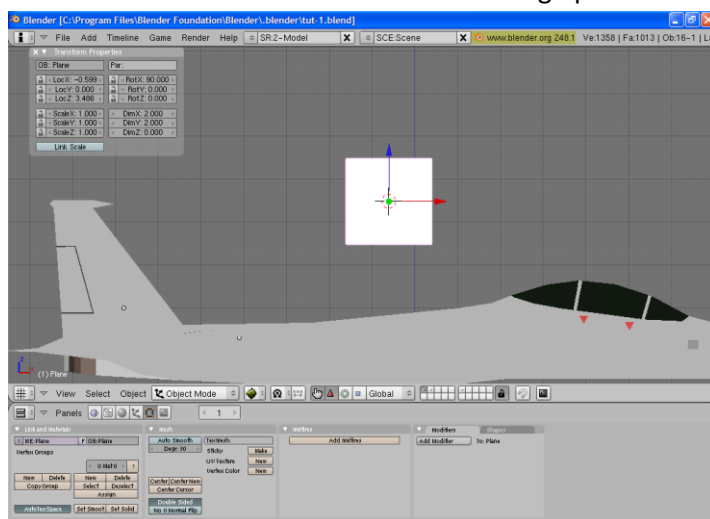 Blender [C:\Program Files\Blender Foundation\Blender\.blender\tut-1.blend]
File Add Timeline Game Render Help SR:2-Model X SCE:Scene X www.blender.org 248.1 Ve:1358 | Fa:1013 | Ob:16-1 | La
Transform Properties
OB: Plane Par:
LocX: -0.599 RotX: 90.000
LocY: 0.000 RotY: 0.000
LocZ: 3.486 RotZ: 0.000
ScaleX: 1.000 DimX: 2.000
ScaleY: 1.000 DimY: 2.000
ScaleZ: 1.000 DimZ: 0.000
Link Scale
z
x
(1) Plane
View Select Object Object Mode Global
Panels 1
Link and Materials Mesh Multires Modifiers Shapes
ME:Plane F OB:Plane Auto Smooth TexMesh: Add Multires Add Modifier To: Plane
Vertex Groups Degr: 30 Sticky Make
UV Texture New
0 Mat 0 ? Vertex Color New
New Delete New Delete Center Center New
Copy Group Select Deselect Center Cursor
Assign
Double Sided
AutoTexSpace Set Smoot Set Solid No V.Normal Flip